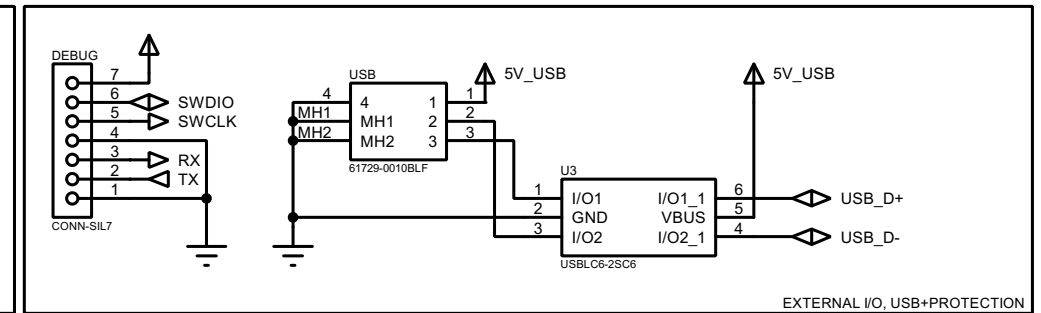 DEBUG
7
6 SWDIO
5 SWCLK
4
3 RX
2 TX
1
CONN-SIL7
USB
4 4 1 1
MH1 MH1 2 2
MH2 MH2 3 3
61729-0010BLF
5V_USB
5V_USB
U3
1 I/O1 I/O1_1 6 USB_D+
2 GND VBUS 5
3 I/O2 I/O2_1 4 USB_D-
USBLC6-2SC6
EXTERNAL I/O, USB+PROTECTION